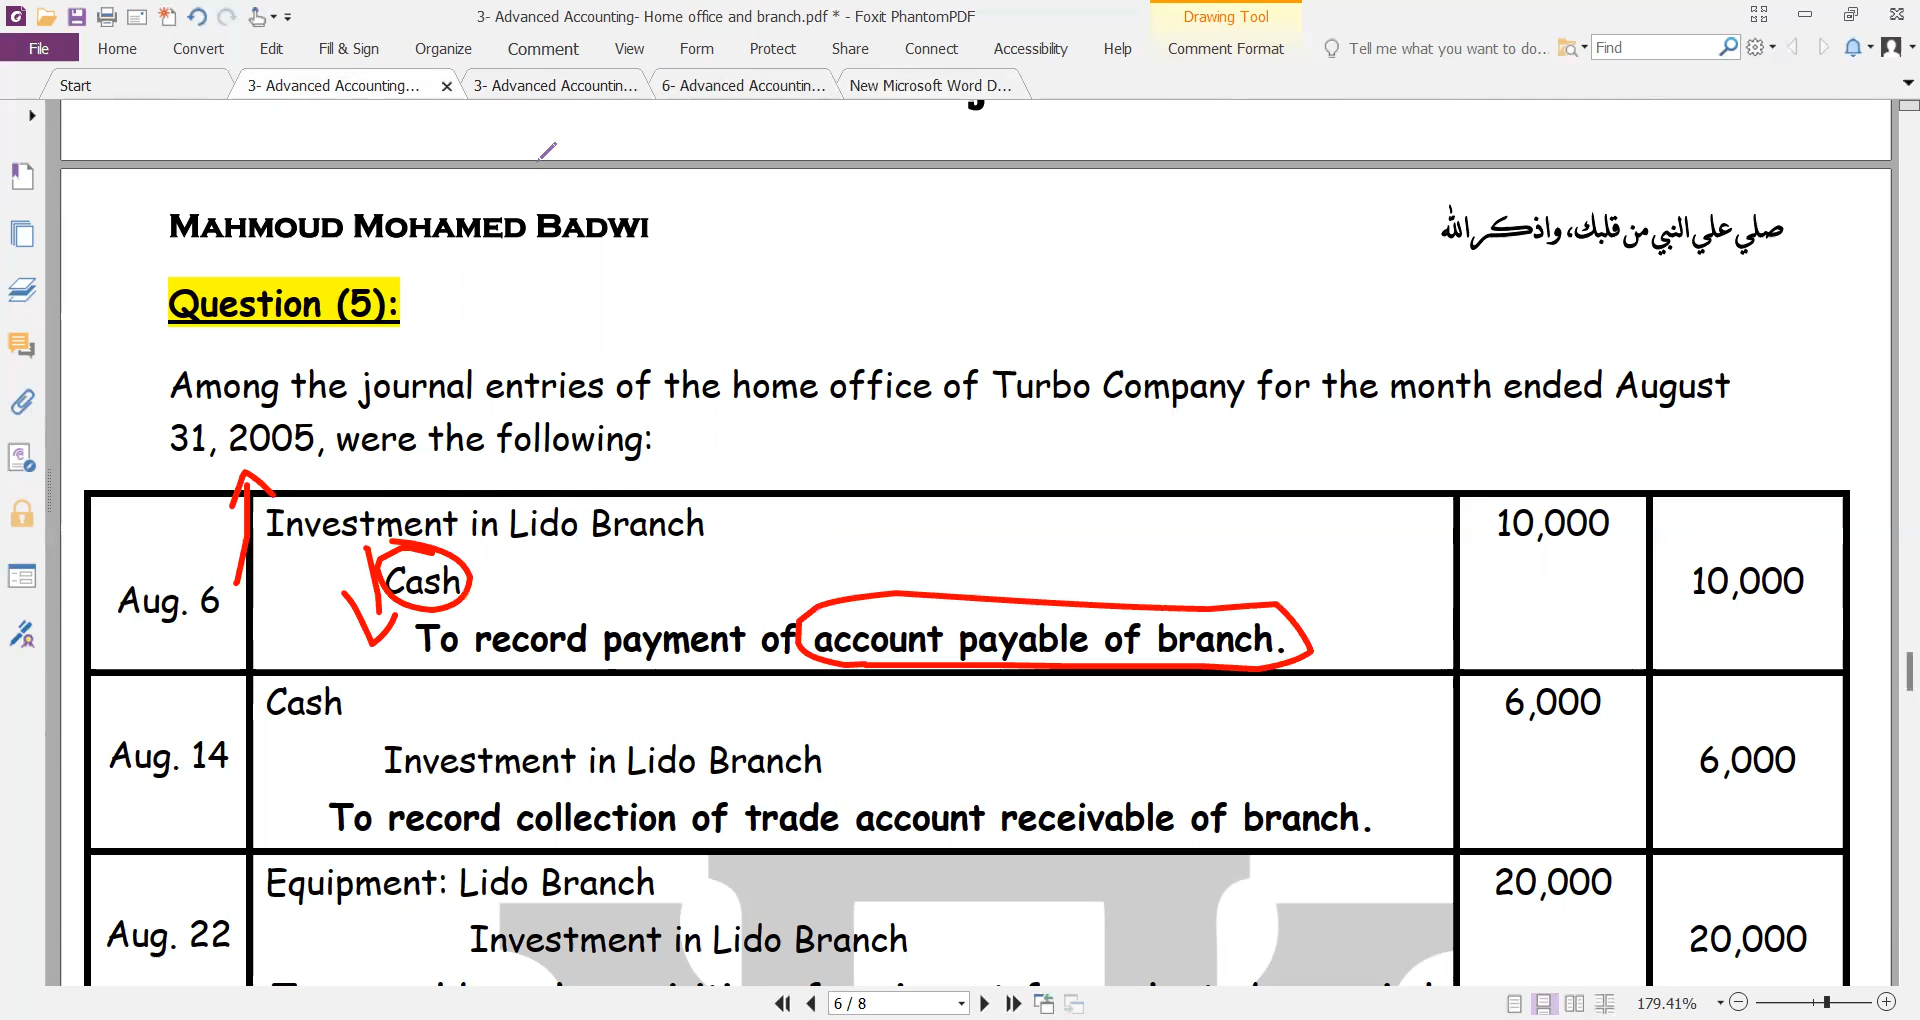 3- Advanced Accounting- Home office and branch.pdf * - Foxit PhantomPDF
Drawing Tool
File Home Convert Edit Fill & Sign Organize Comment View Form Protect Share Connect Accessibility Help Comment Format Tell me what you want to do... Find
Start 3- Advanced Accounting... 3- Advanced Accountin... 6- Advanced Accountin... New Microsoft Word D...
MAHMOUD MOHAMED BADWI
صلي علي النبي من قلبك، واذكر الله
Question (5):
Among the journal entries of the home office of Turbo Company for the month ended August
31, 2005, were the following:
Investment in Lido Branch 10,000
Cash 10,000
Aug. 6
To record payment of account payable of branch.
Cash 6,000
Aug. 14
Investment in Lido Branch 6,000
To record collection of trade account receivable of branch.
Equipment: Lido Branch 20,000
Aug. 22
Investment in Lido Branch 20,000
6 / 8
179.41%